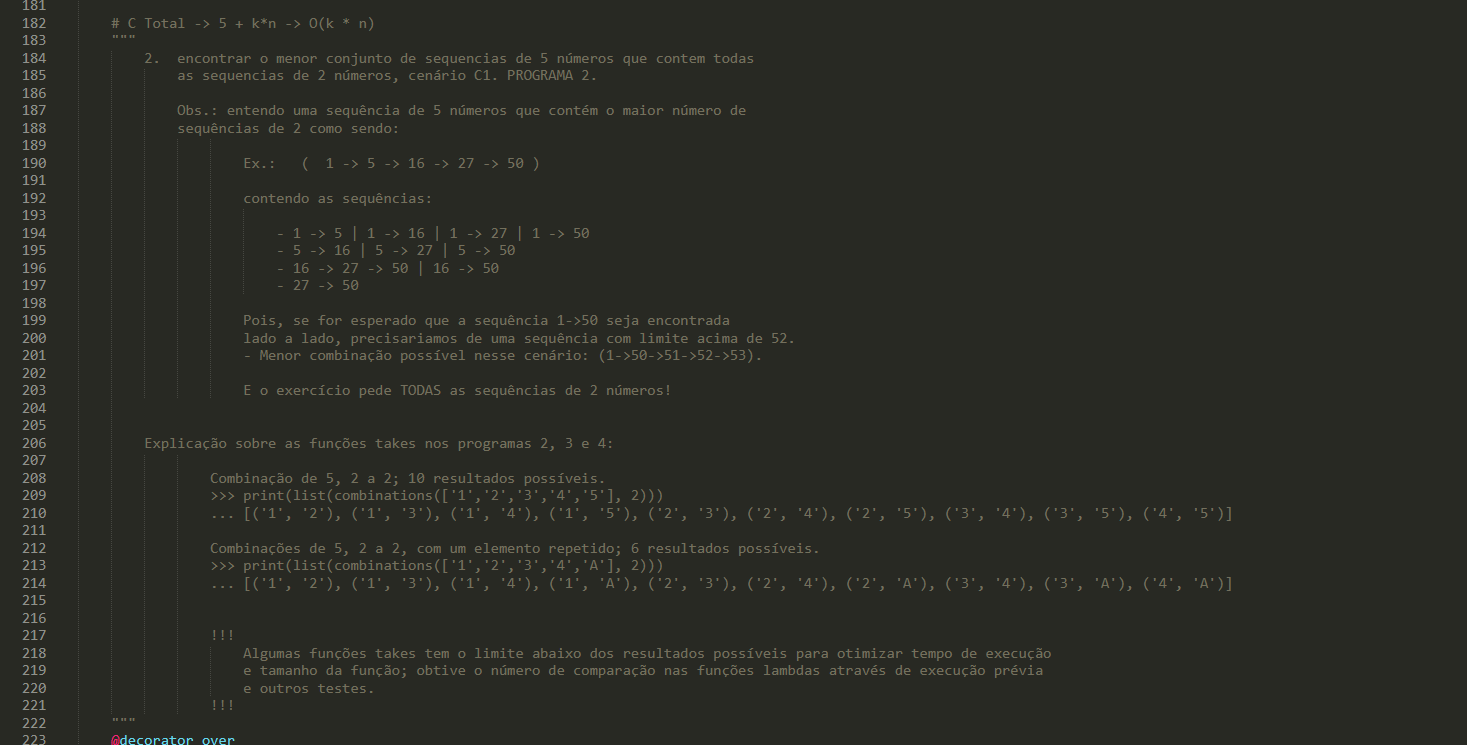 181
182 # C Total -> 5 + k*n -> O(k * n)
183 """
184 2. encontrar o menor conjunto de sequencias de 5 números que contem todas
185 as sequencias de 2 números, cenário C1. PROGRAMA 2.
186
187 Obs.: entendo uma sequência de 5 números que contém o maior número de
188 sequências de 2 como sendo:
189
190 Ex.: ( 1 -> 5 -> 16 -> 27 -> 50 )
191
192 contendo as sequências:
193
194 - 1 -> 5 | 1 -> 16 | 1 -> 27 | 1 -> 50
195 - 5 -> 16 | 5 -> 27 | 5 -> 50
196 - 16 -> 27 -> 50 | 16 -> 50
197 - 27 -> 50
198
199 Pois, se for esperado que a sequência 1->50 seja encontrada
200 lado a lado, precisariamos de uma sequência com limite acima de 52.
201 - Menor combinação possível nesse cenário: (1->50->51->52->53).
202
203 E o exercício pede TODAS as sequências de 2 números!
204
205
206 Explicação sobre as funções takes nos programas 2, 3 e 4:
207
208 Combinação de 5, 2 a 2; 10 resultados possíveis.
209 >>> print(list(combinations(['1','2','3','4','5'], 2)))
210 ... [('1', '2'), ('1', '3'), ('1', '4'), ('1', '5'), ('2', '3'), ('2', '4'), ('2', '5'), ('3', '4'), ('3', '5'), ('4', '5')]
211
212 Combinações de 5, 2 a 2, com um elemento repetido; 6 resultados possíveis.
213 >>> print(list(combinations(['1','2','3','4','A'], 2)))
214 ... [('1', '2'), ('1', '3'), ('1', '4'), ('1', 'A'), ('2', '3'), ('2', '4'), ('2', 'A'), ('3', '4'), ('3', 'A'), ('4', 'A')]
215
216
217 !!!
218 Algumas funções takes tem o limite abaixo dos resultados possíveis para otimizar tempo de execução
219 e tamanho da função; obtive o número de comparação nas funções lambdas através de execução prévia
220 e outros testes.
221 !!!
222 """
223 @decorator_over